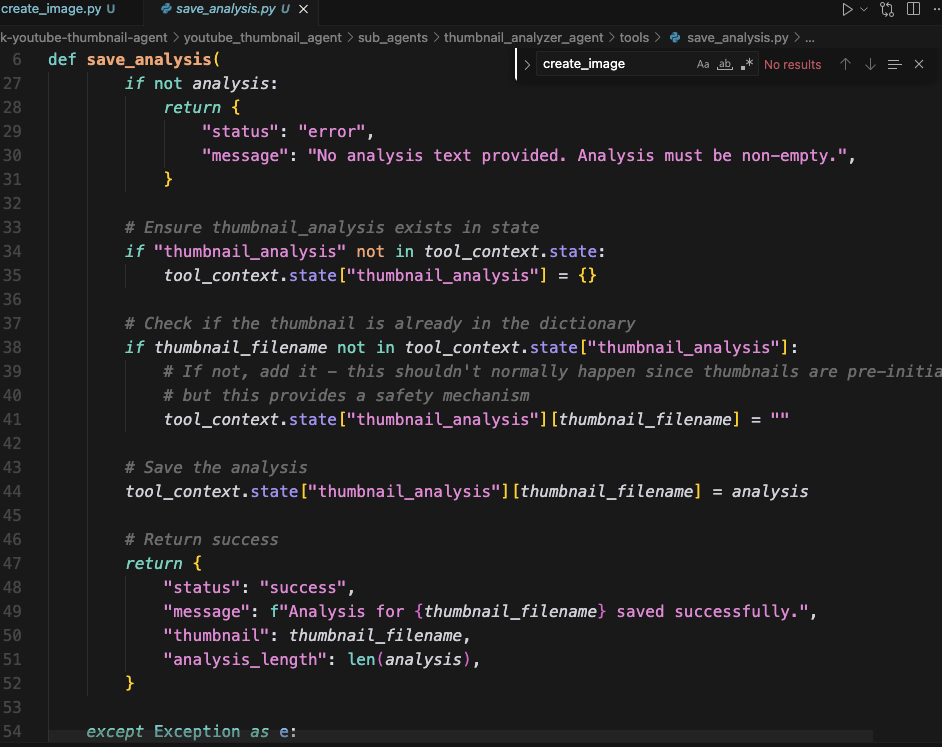 create_image.py U
save_analysis.py U
k-youtube-thumbnail-agent > youtube_thumbnail_agent > sub_agents > thumbnail_analyzer_agent > tools > save_analysis.py > ...
create_image Aa ab .* No results
6 def save_analysis(
27 if not analysis:
28 return {
29 "status": "error",
30 "message": "No analysis text provided. Analysis must be non-empty.",
31 }
32
33 # Ensure thumbnail_analysis exists in state
34 if "thumbnail_analysis" not in tool_context.state:
35 tool_context.state["thumbnail_analysis"] = {}
36
37 # Check if the thumbnail is already in the dictionary
38 if thumbnail_filename not in tool_context.state["thumbnail_analysis"]:
39 # If not, add it – this shouldn't normally happen since thumbnails are pre-initia
40 # but this provides a safety mechanism
41 tool_context.state["thumbnail_analysis"][thumbnail_filename] = ""
42
43 # Save the analysis
44 tool_context.state["thumbnail_analysis"][thumbnail_filename] = analysis
45
46 # Return success
47 return {
48 "status": "success",
49 "message": f"Analysis for {thumbnail_filename} saved successfully.",
50 "thumbnail": thumbnail_filename,
51 "analysis_length": len(analysis),
52 }
53
54 except Exception as e: